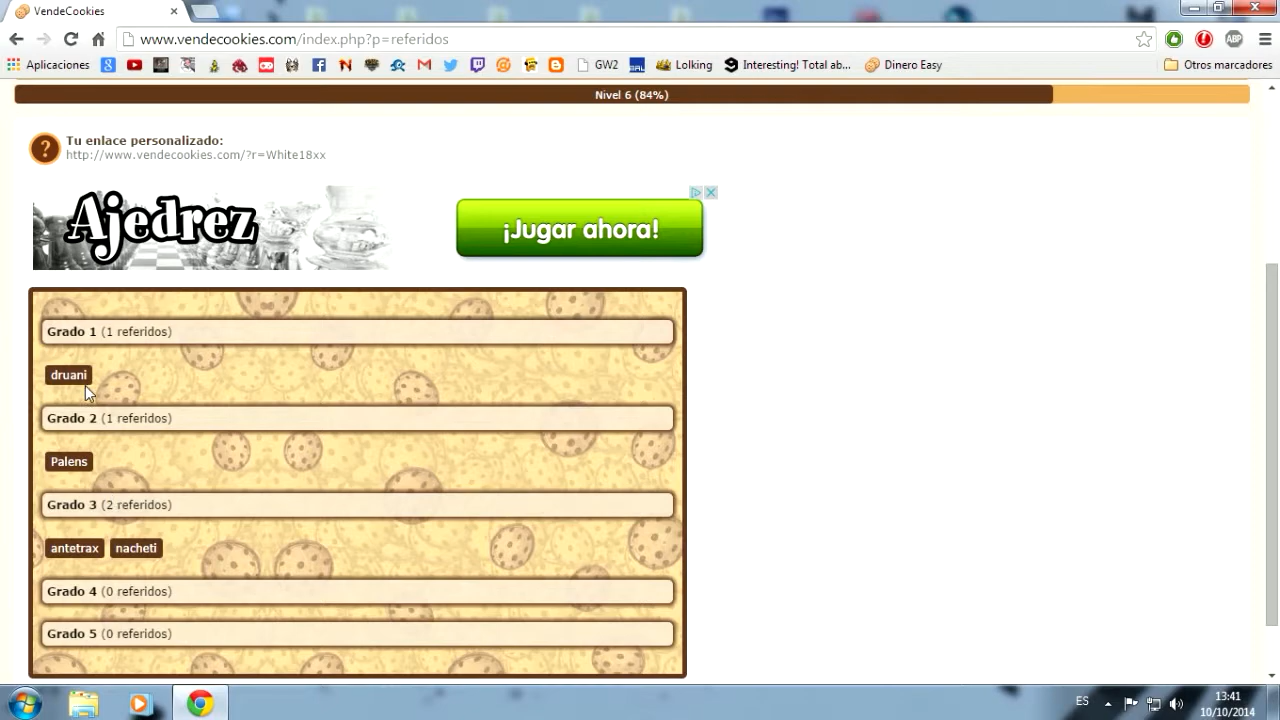 VendeCookies
www.vendecookies.com/index.php?p=referidos
ABP
Aplicaciones
GW2
BAL
Lolking
Interesting! Total ab...
Dinero Easy
Otros marcadores
Nivel 6 (84%)
?
Tu enlace personalizado:
http://www.vendecookies.com/?r=White18xx
Ajedrez
¡Jugar ahora!
Grado 1 (1 referidos)
druani
Grado 2 (1 referidos)
Palens
Grado 3 (2 referidos)
antetrax nacheti
Grado 4 (0 referidos)
Grado 5 (0 referidos)
ES
13:41
10/10/2014